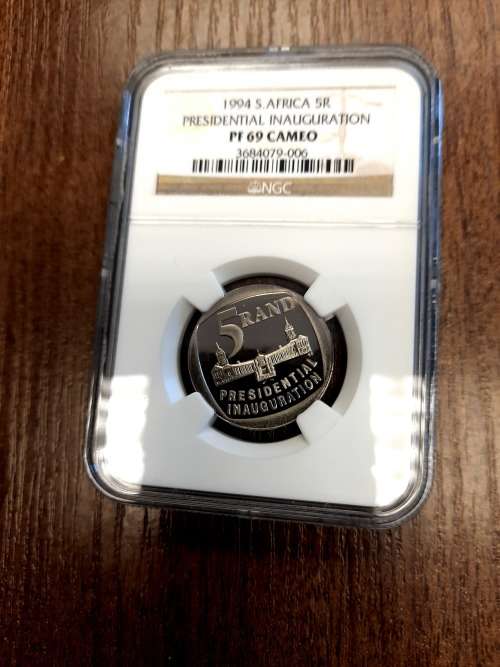 1994 S.AFRICA 5R
PRESIDENTIAL INAUGURATION
PF 69 CAMEO
3684079-006
NGC
5 RAND
PRESIDENTIAL
INAUGURATION